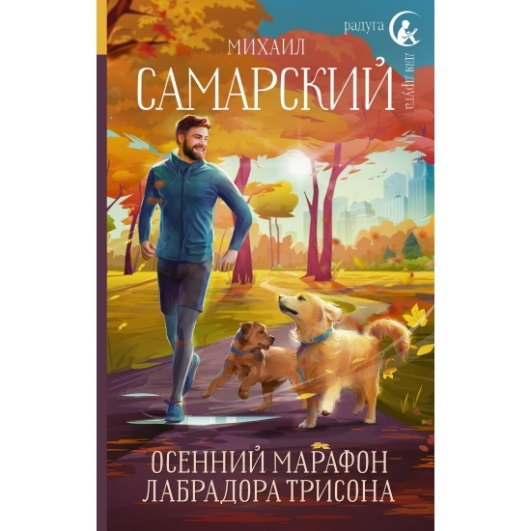 радуга
для друга
МИХАИЛ
САМАРСКИЙ
ОСЕННИЙ МАРАФОН
ЛАБРАДОРА ТРИСОНА